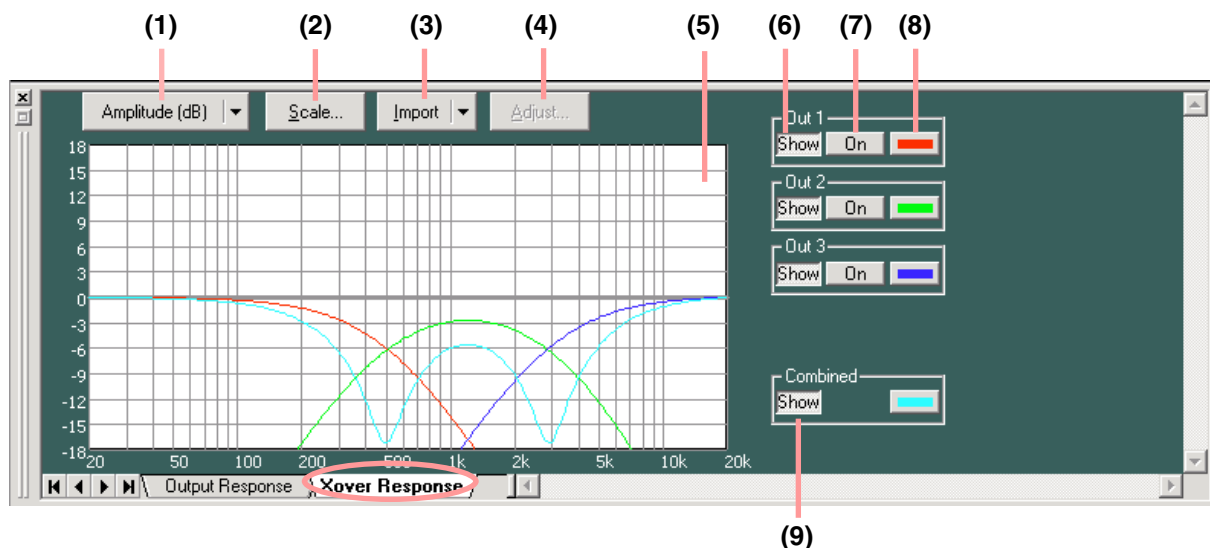 (1) (2) (3) (4) (5) (6) (7) (8)
Amplitude (dB) Scale... Import Adjust...
Out 1
Show On
Out 2
Show On
Out 3
Show On
Combined
Show
18
15
12
9
6
3
0
-3
-6
-9
-12
-15
-18
20 50 100 200 500 1k 2k 5k 10k 20k
Output Response Xover Response
(9)